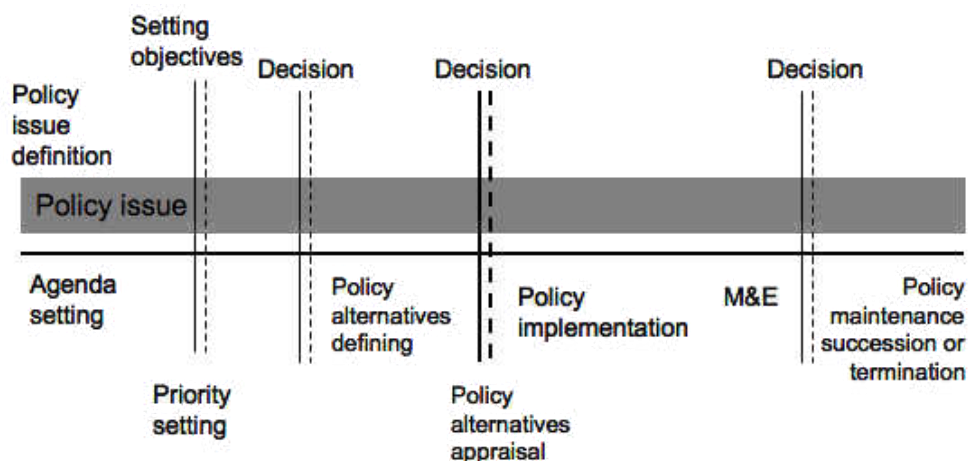 Setting
objectives
Decision
Decision
Decision
Policy
issue
definition
Policy issue
Agenda
setting
Policy
alternatives
defining
Policy
implementation
M&E
Policy
maintenance
succession or
termination
Priority
setting
Policy
alternatives
appraisal